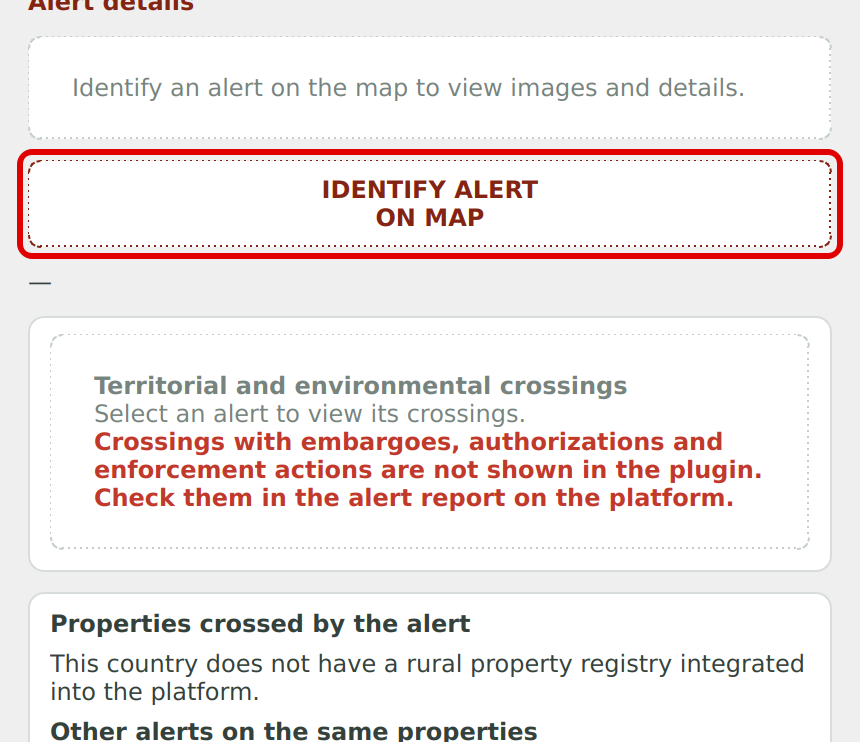 Alert details
Identify an alert on the map to view images and details.
IDENTIFY ALERT
ON MAP
—
Territorial and environmental crossings
Select an alert to view its crossings.
Crossings with embargoes, authorizations and
enforcement actions are not shown in the plugin.
Check them in the alert report on the platform.
Properties crossed by the alert
This country does not have a rural property registry integrated
into the platform.
Other alerts on the same properties